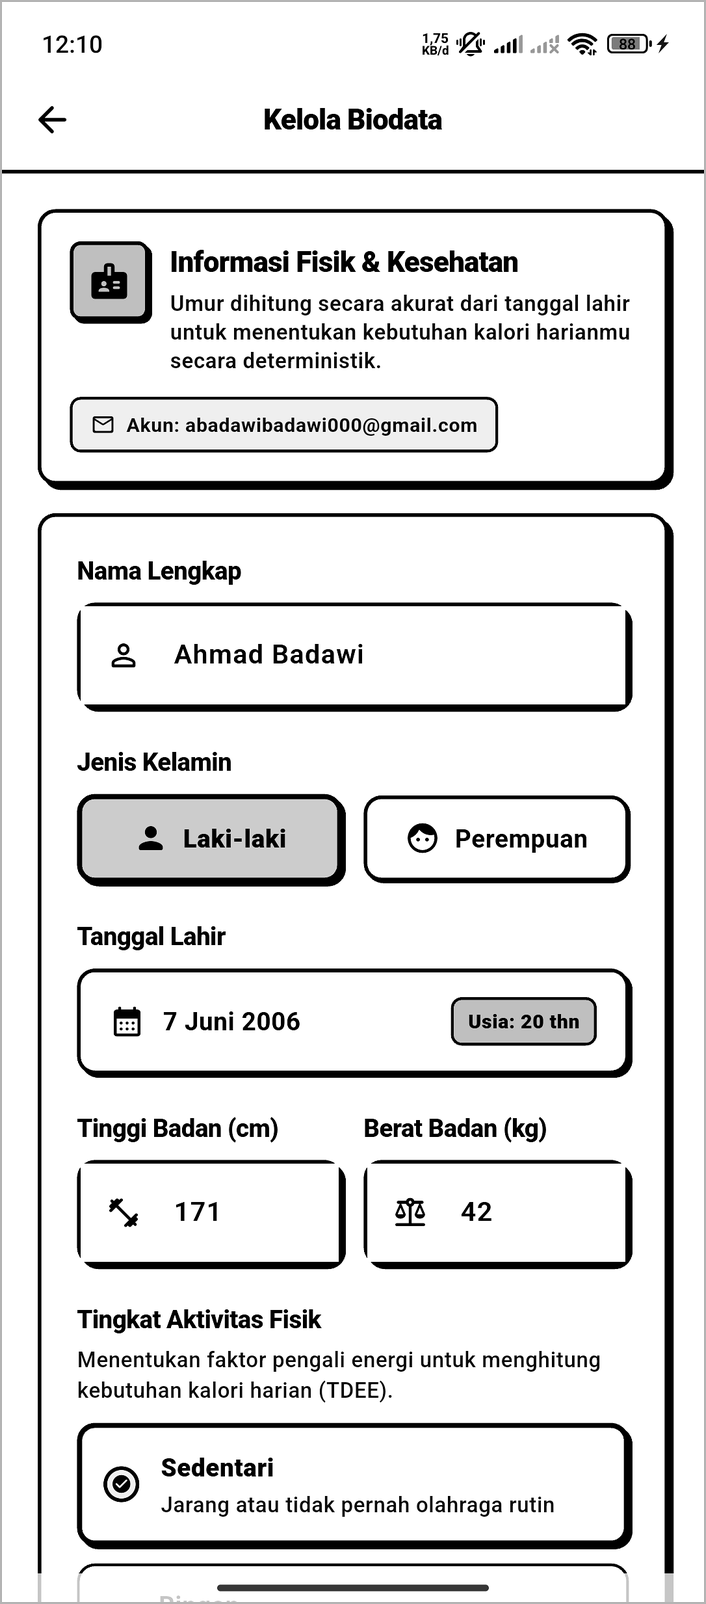 12:10
1,75
KB/d
88
Kelola Biodata
Informasi Fisik & Kesehatan
Umur dihitung secara akurat dari tanggal lahir
untuk menentukan kebutuhan kalori harianmu
secara deterministik.
Akun: abadawibadawi000@gmail.com
Nama Lengkap
Ahmad Badawi
Jenis Kelamin
Laki-laki
Perempuan
Tanggal Lahir
7 Juni 2006
Usia: 20 thn
Tinggi Badan (cm)
Berat Badan (kg)
171
42
Tingkat Aktivitas Fisik
Menentukan faktor pengali energi untuk menghitung
kebutuhan kalori harian (TDEE).
Sedentari
Jarang atau tidak pernah olahraga rutin